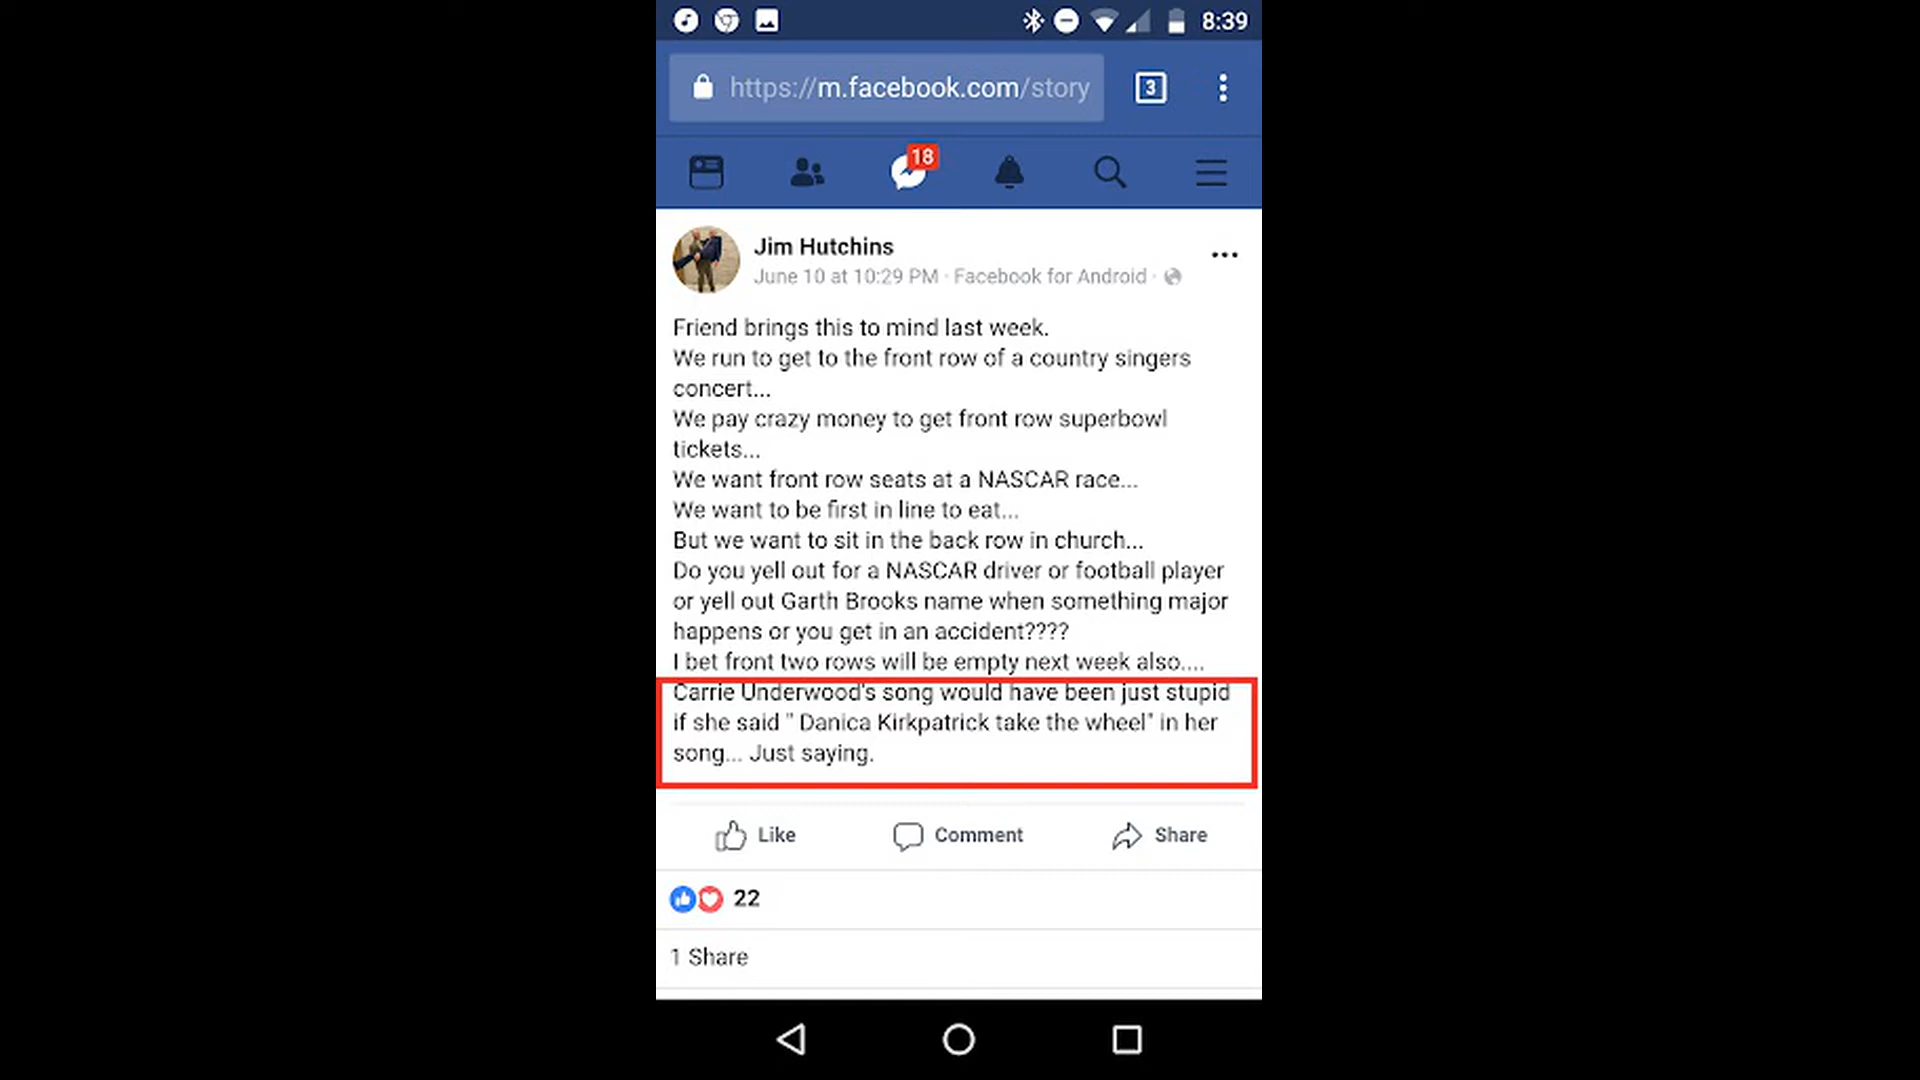 8:39
https://m.facebook.com/story
3
18
Jim Hutchins
June 10 at 10:29 PM · Facebook for Android ·
Friend brings this to mind last week.
We run to get to the front row of a country singers
concert...
We pay crazy money to get front row superbowl
tickets...
We want front row seats at a NASCAR race...
We want to be first in line to eat...
But we want to sit in the back row in church...
Do you yell out for a NASCAR driver or football player
or yell out Garth Brooks name when something major
happens or you get in an accident????
I bet front two rows will be empty next week also....
Carrie Underwood's song would have been just stupid
if she said " Danica Kirkpatrick take the wheel" in her
song... Just saying.
Like Comment Share
22
1 Share